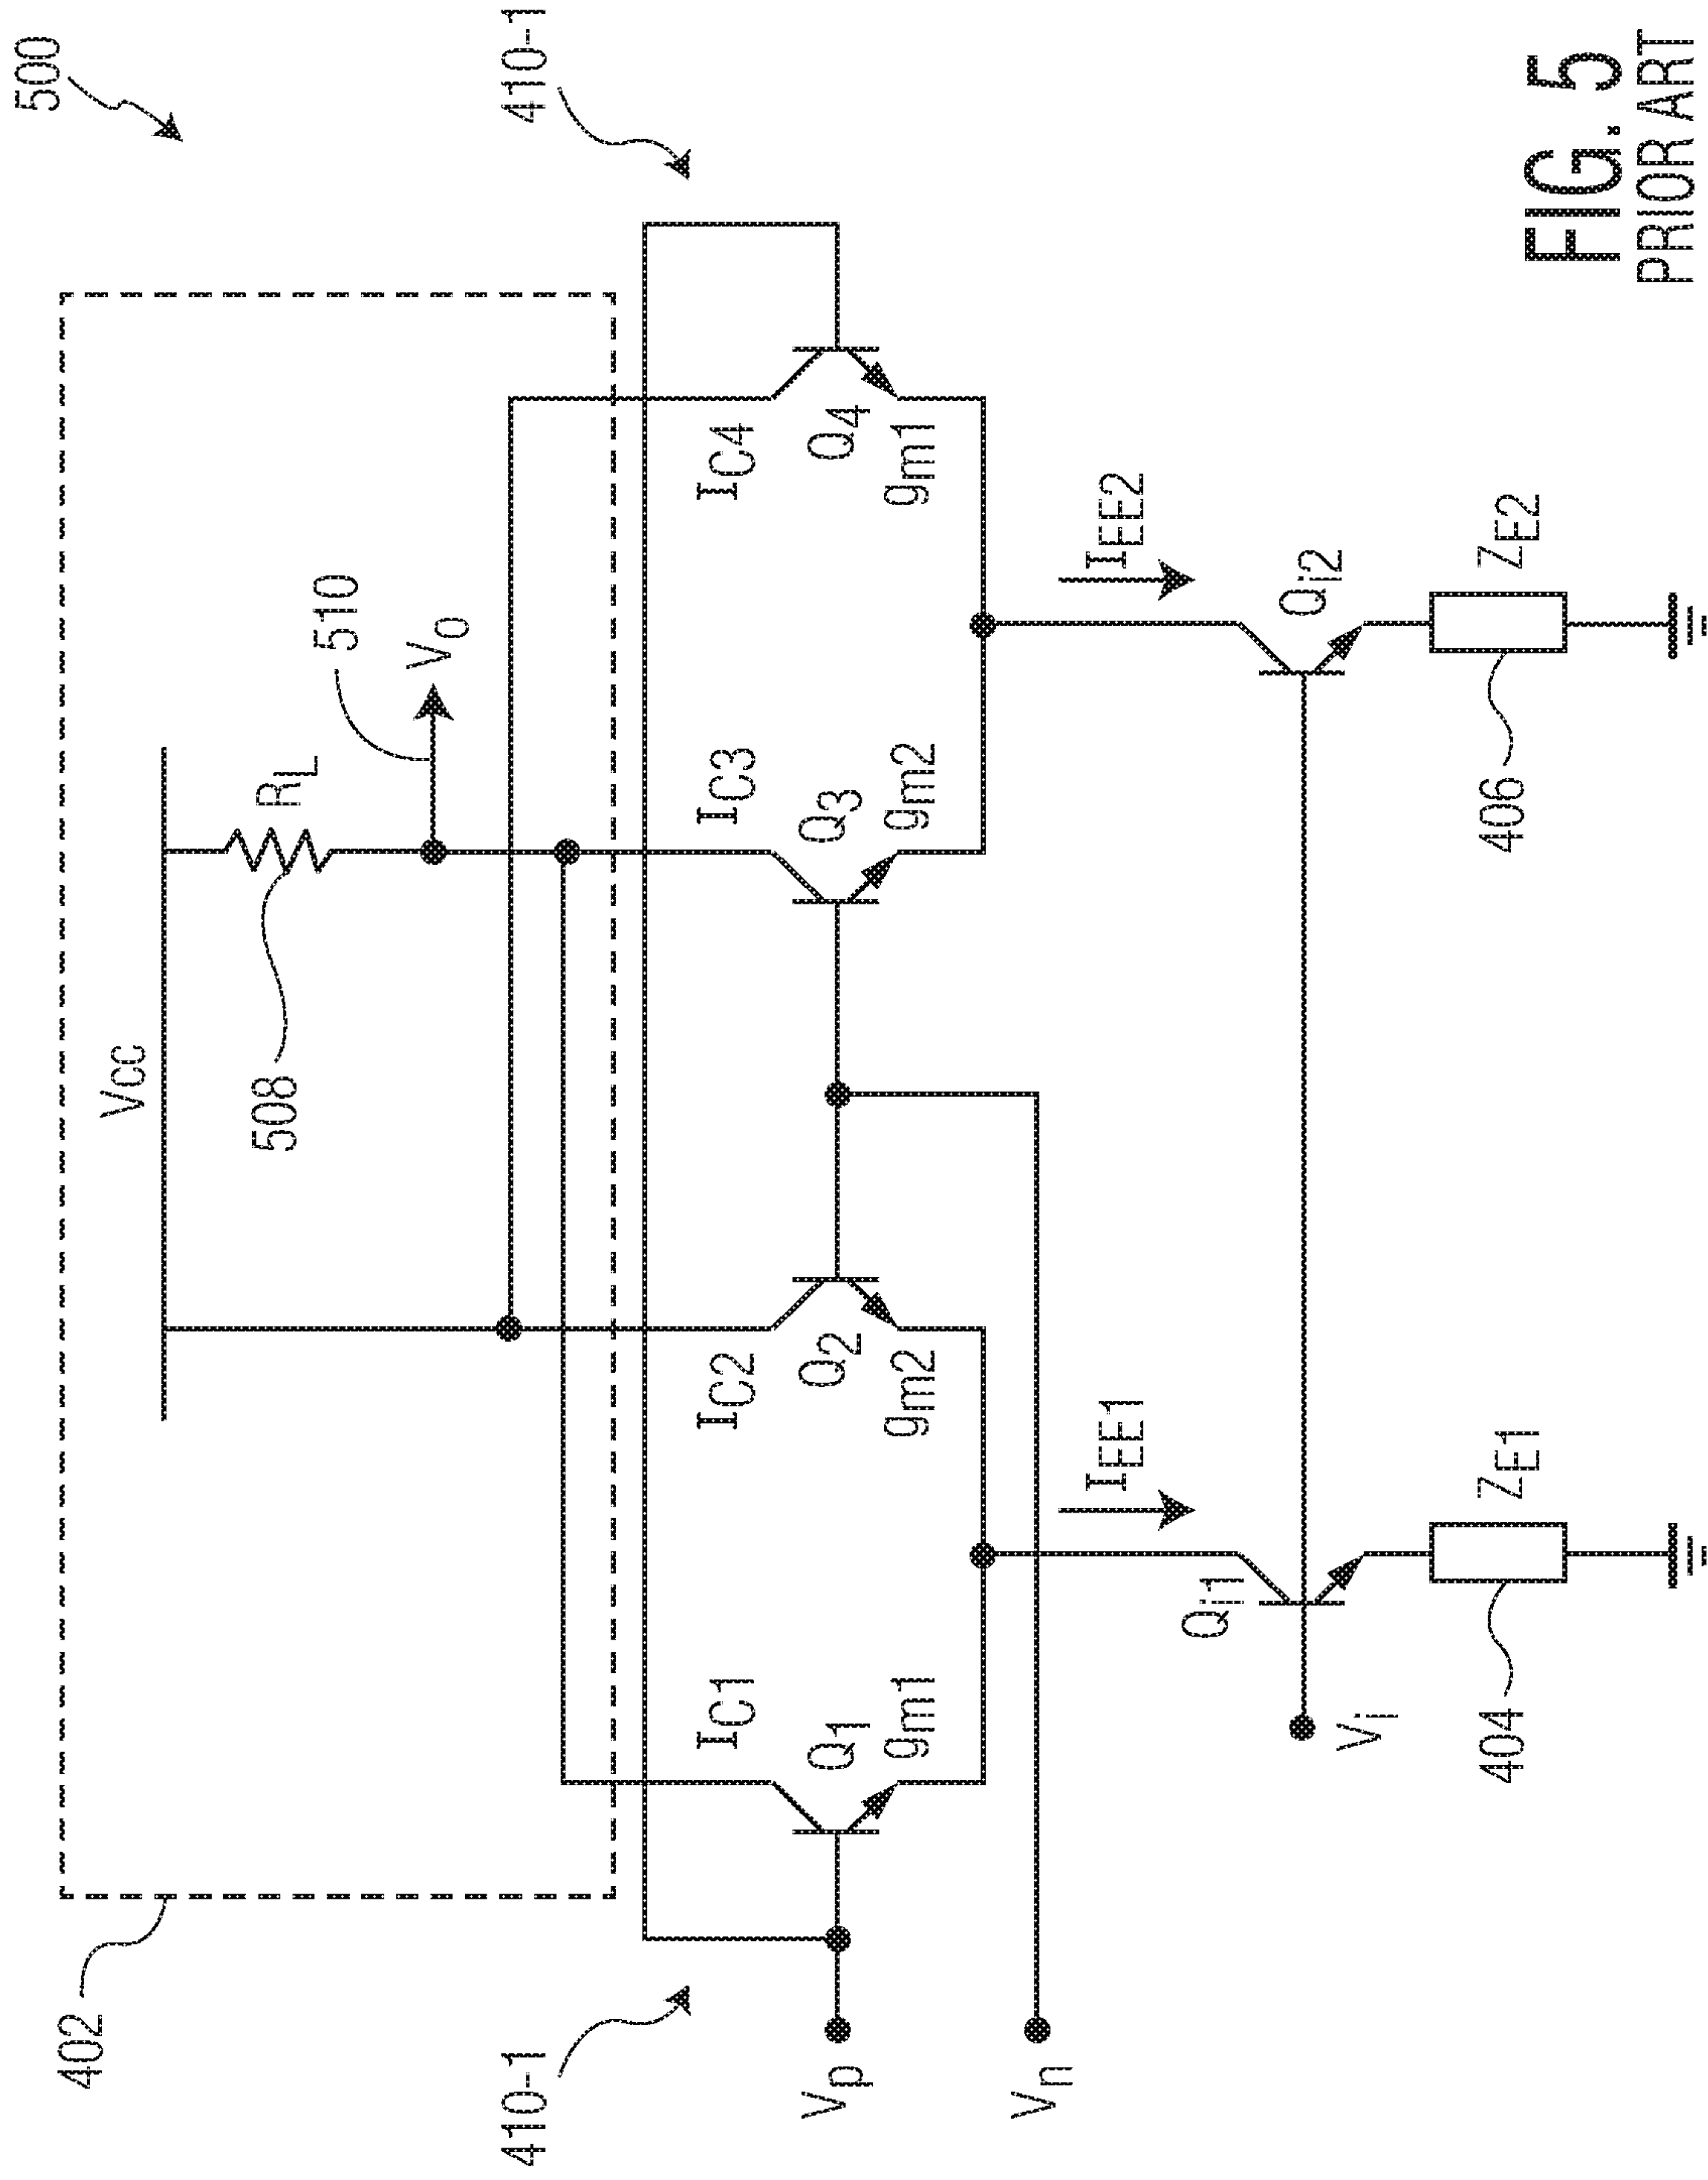 500
402
Vcc
RL
508
510
Vo
410-1
410-1
IC1
IC2
IC3
IC4
Q1
Q2
Q3
Q4
gm1
gm2
gm2
gm1
Vp
Vn
IEE1
IEE2
Qi1
Qi2
Vi
ZE1
ZE2
404
406
FIG. 5
PRIOR ART